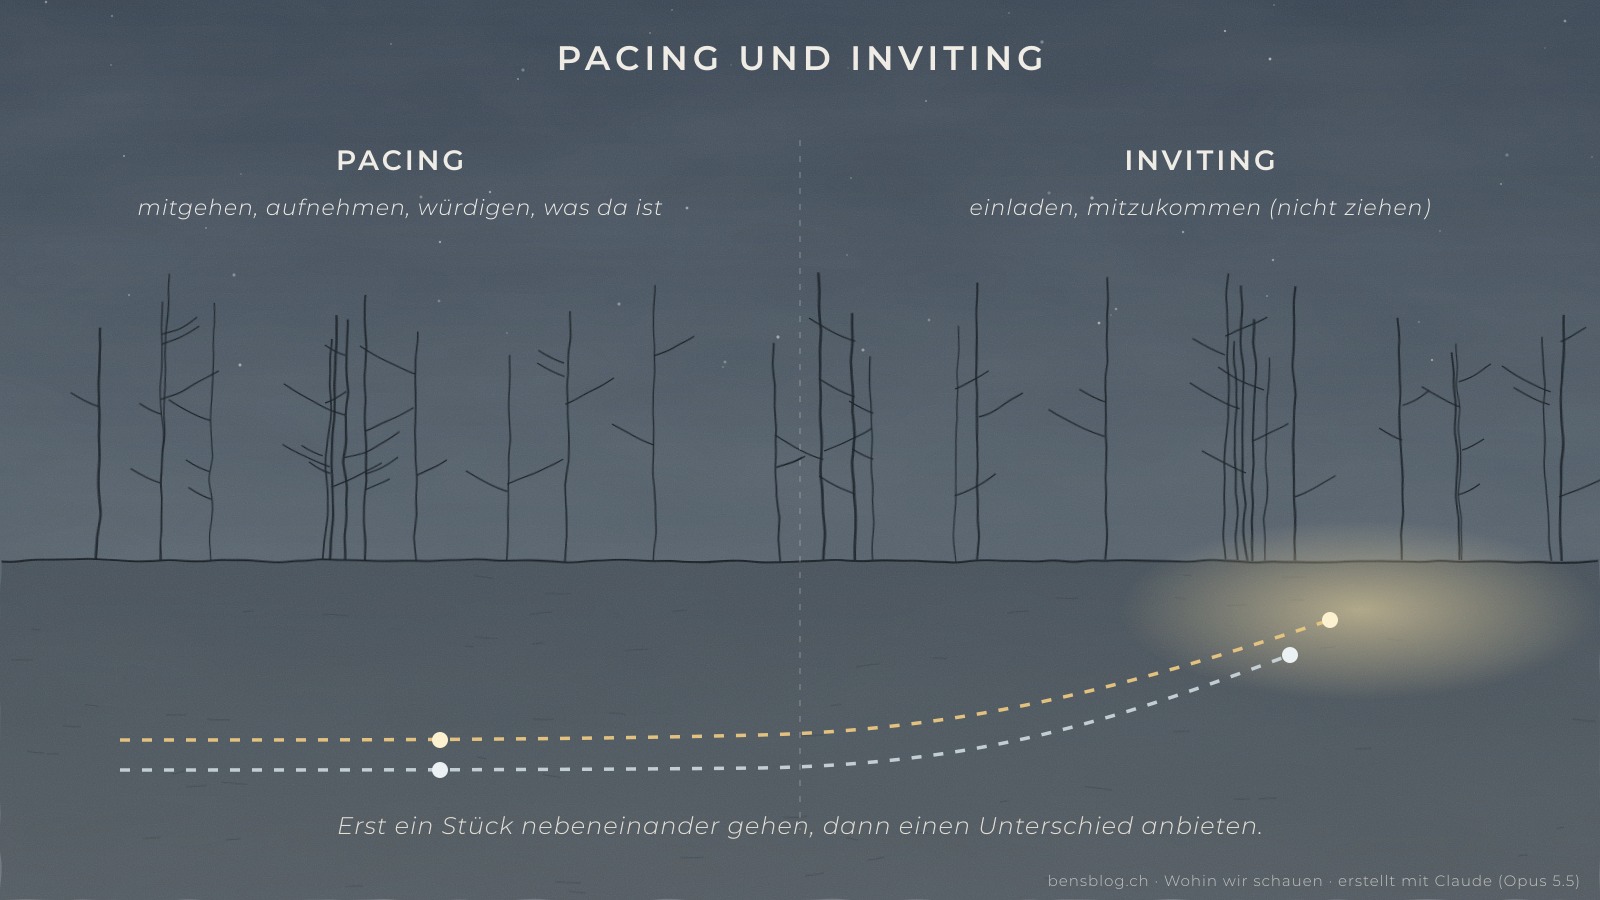 PACING UND INVITING
PACING
mitgehen, aufnehmen, würdigen, was da ist
INVITING
einladen, mitzukommen (nicht ziehen)
Erst ein Stück nebeneinander gehen, dann einen Unterschied anbieten.
bensblog.ch · Wohin wir schauen · erstellt mit Claude (Opus 5.5)